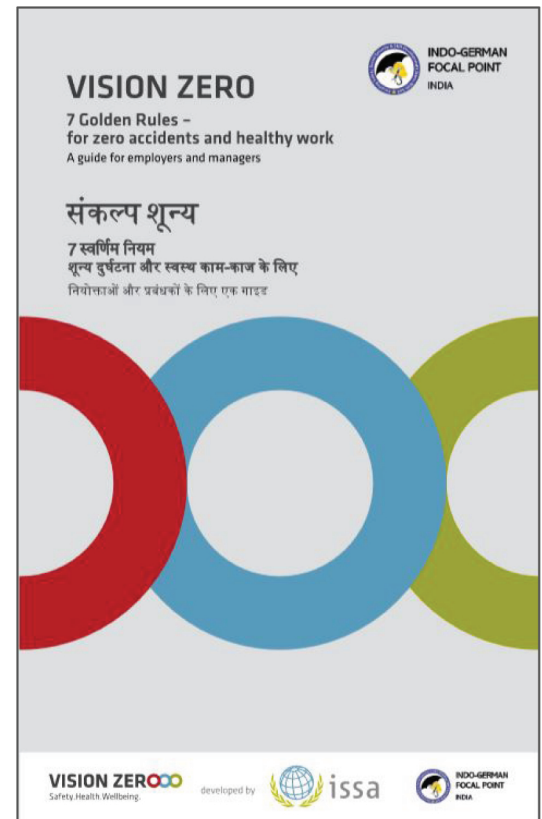 INDO-GERMAN
FOCAL POINT
INDIA
VISION ZERO
7 Golden Rules –
for zero accidents and healthy work
A guide for employers and managers
संकल्प शून्य
7 स्वर्णिम नियम
शून्य दुर्घटना और स्वस्थ काम-काज के लिए
नियोक्ताओं और प्रबंधकों के लिए एक गाइड
VISION ZERO
Safety.Health.Wellbeing.
developed by
issa
INDO-GERMAN
FOCAL POINT
INDIA